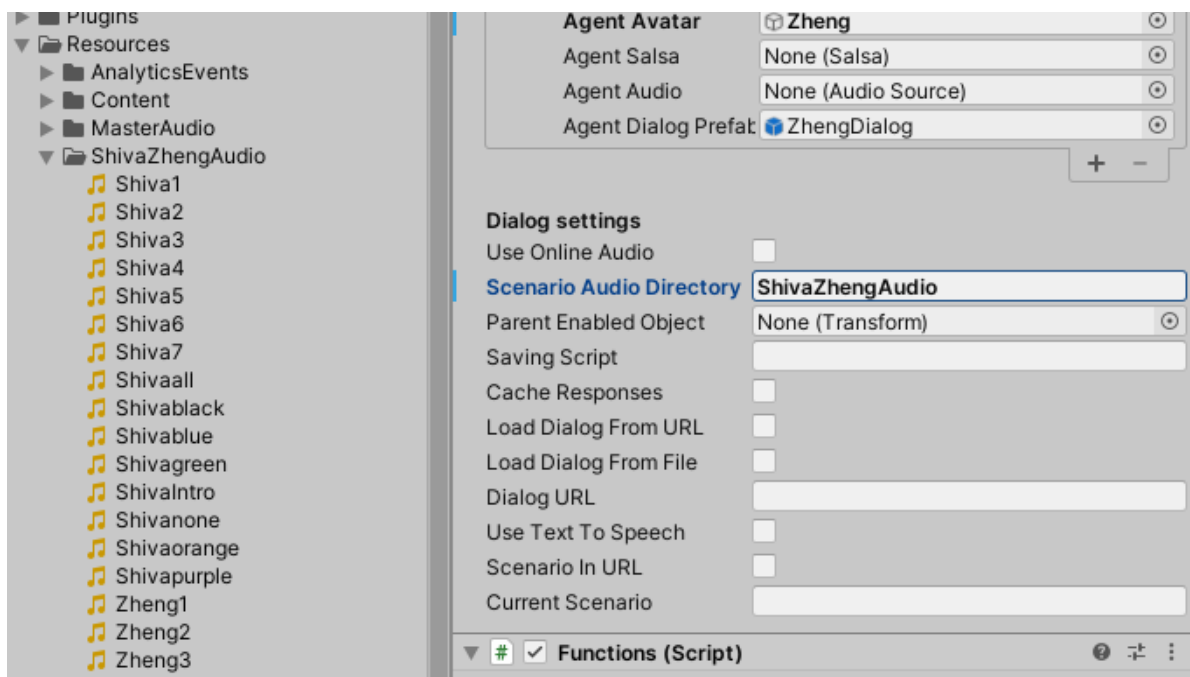 Plugins
Resources
AnalyticsEvents
Content
MasterAudio
ShivaZhengAudio
Shiva1
Shiva2
Shiva3
Shiva4
Shiva5
Shiva6
Shiva7
Shivaall
Shivablack
Shivablue
Shivagreen
ShivaIntro
Shivanone
Shivaorange
Shivapurple
Zheng1
Zheng2
Zheng3
Agent Avatar Zheng
Agent Salsa None (Salsa)
Agent Audio None (Audio Source)
Agent Dialog Prefab ZhengDialog
+ −
Dialog settings
Use Online Audio
Scenario Audio Directory ShivaZhengAudio
Parent Enabled Object None (Transform)
Saving Script
Cache Responses
Load Dialog From URL
Load Dialog From File
Dialog URL
Use Text To Speech
Scenario In URL
Current Scenario
# Functions (Script)